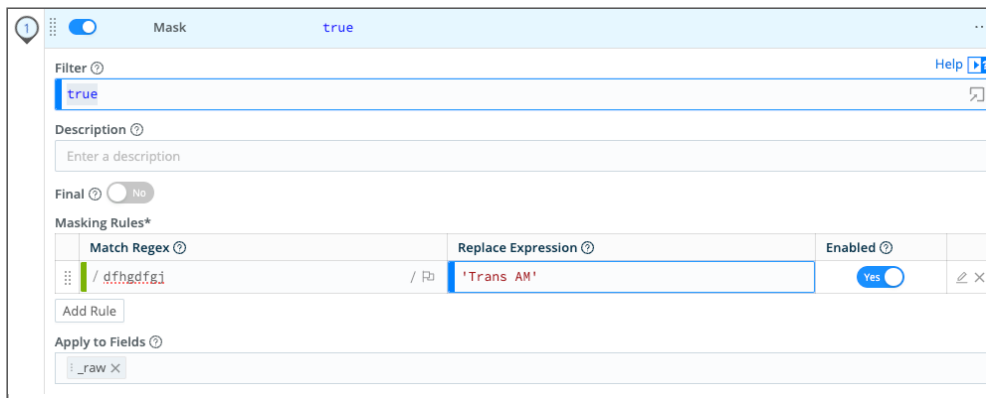 1 Mask true
Filter Help
true
Description
Enter a description
Final No
Masking Rules*
Match Regex Replace Expression Enabled
/ dfhgdfgj / 'Trans AM' Yes
Add Rule
Apply to Fields
_raw